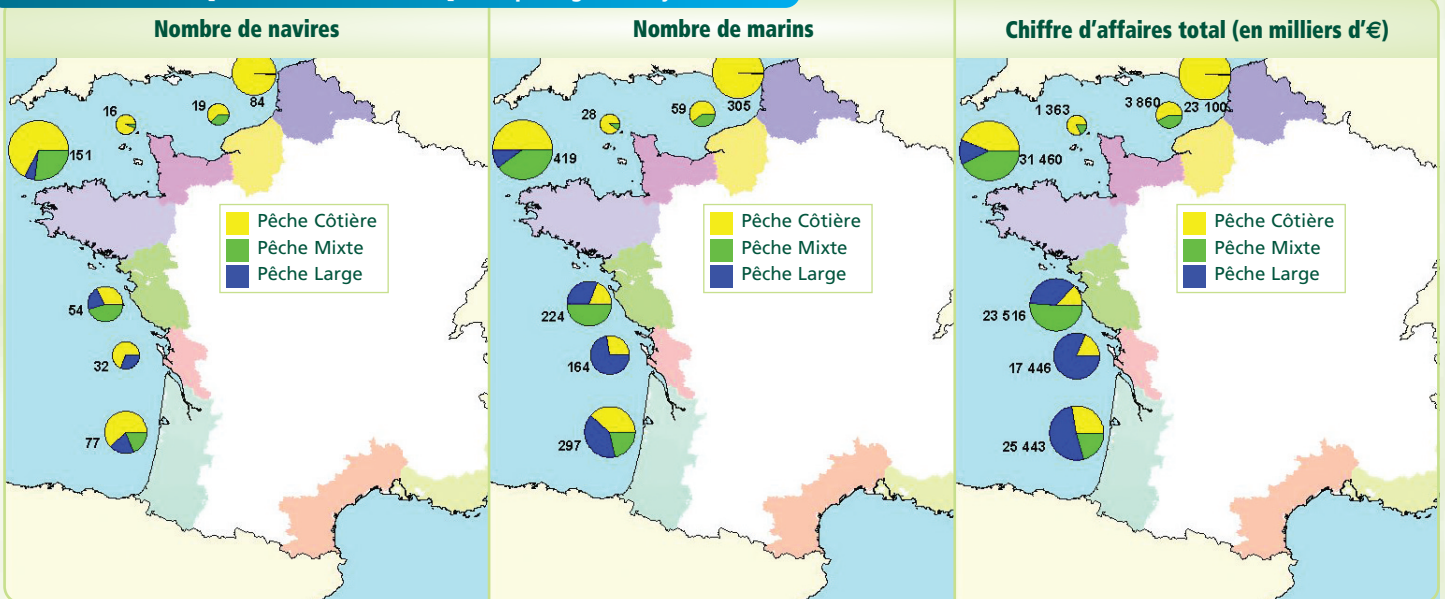 Nombre de navires
Nombre de marins
Chiffre d'affaires total (en milliers d'€)
84
19
16
151
54
32
77
Pêche Côtière
Pêche Mixte
Pêche Large
305
59
28
419
224
164
297
Pêche Côtière
Pêche Mixte
Pêche Large
23 100
3 860
1 363
31 460
23 516
17 446
25 443
Pêche Côtière
Pêche Mixte
Pêche Large